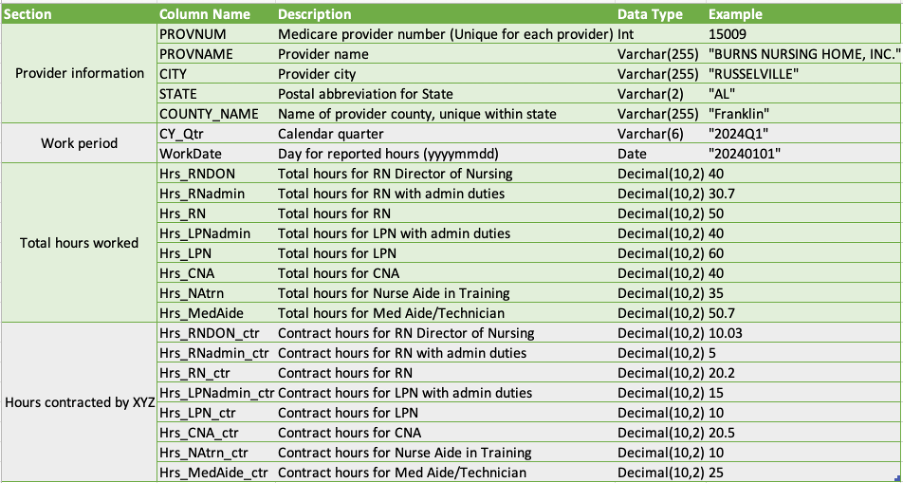 Section Column Name Description Data Type Example
PROVNUM Medicare provider number (Unique for each provider) Int 15009
PROVNAME Provider name Varchar(255) "BURNS NURSING HOME, INC."
Provider information CITY Provider city Varchar(255) "RUSSELVILLE"
STATE Postal abbreviation for State Varchar(2) "AL"
COUNTY_NAME Name of provider county, unique within state Varchar(255) "Franklin"
Work period CY_Qtr Calendar quarter Varchar(6) "2024Q1"
WorkDate Day for reported hours (yyyymmdd) Date "20240101"
Hrs_RNDON Total hours for RN Director of Nursing Decimal(10,2) 40
Hrs_RNadmin Total hours for RN with admin duties Decimal(10,2) 30.7
Hrs_RN Total hours for RN Decimal(10,2) 50
Total hours worked Hrs_LPNadmin Total hours for LPN with admin duties Decimal(10,2) 40
Hrs_LPN Total hours for LPN Decimal(10,2) 60
Hrs_CNA Total hours for CNA Decimal(10,2) 40
Hrs_NAtrn Total hours for Nurse Aide in Training Decimal(10,2) 35
Hrs_MedAide Total hours for Med Aide/Technician Decimal(10,2) 50.7
Hrs_RNDON_ctr Contract hours for RN Director of Nursing Decimal(10,2) 10.03
Hrs_RNadmin_ctr Contract hours for RN with admin duties Decimal(10,2) 5
Hrs_RN_ctr Contract hours for RN Decimal(10,2) 20.2
Hours contracted by XYZ Hrs_LPNadmin_ctr Contract hours for LPN with admin duties Decimal(10,2) 15
Hrs_LPN_ctr Contract hours for LPN Decimal(10,2) 10
Hrs_CNA_ctr Contract hours for CNA Decimal(10,2) 20.5
Hrs_NAtrn_ctr Contract hours for Nurse Aide in Training Decimal(10,2) 10
Hrs_MedAide_ctr Contract hours for Med Aide/Technician Decimal(10,2) 25